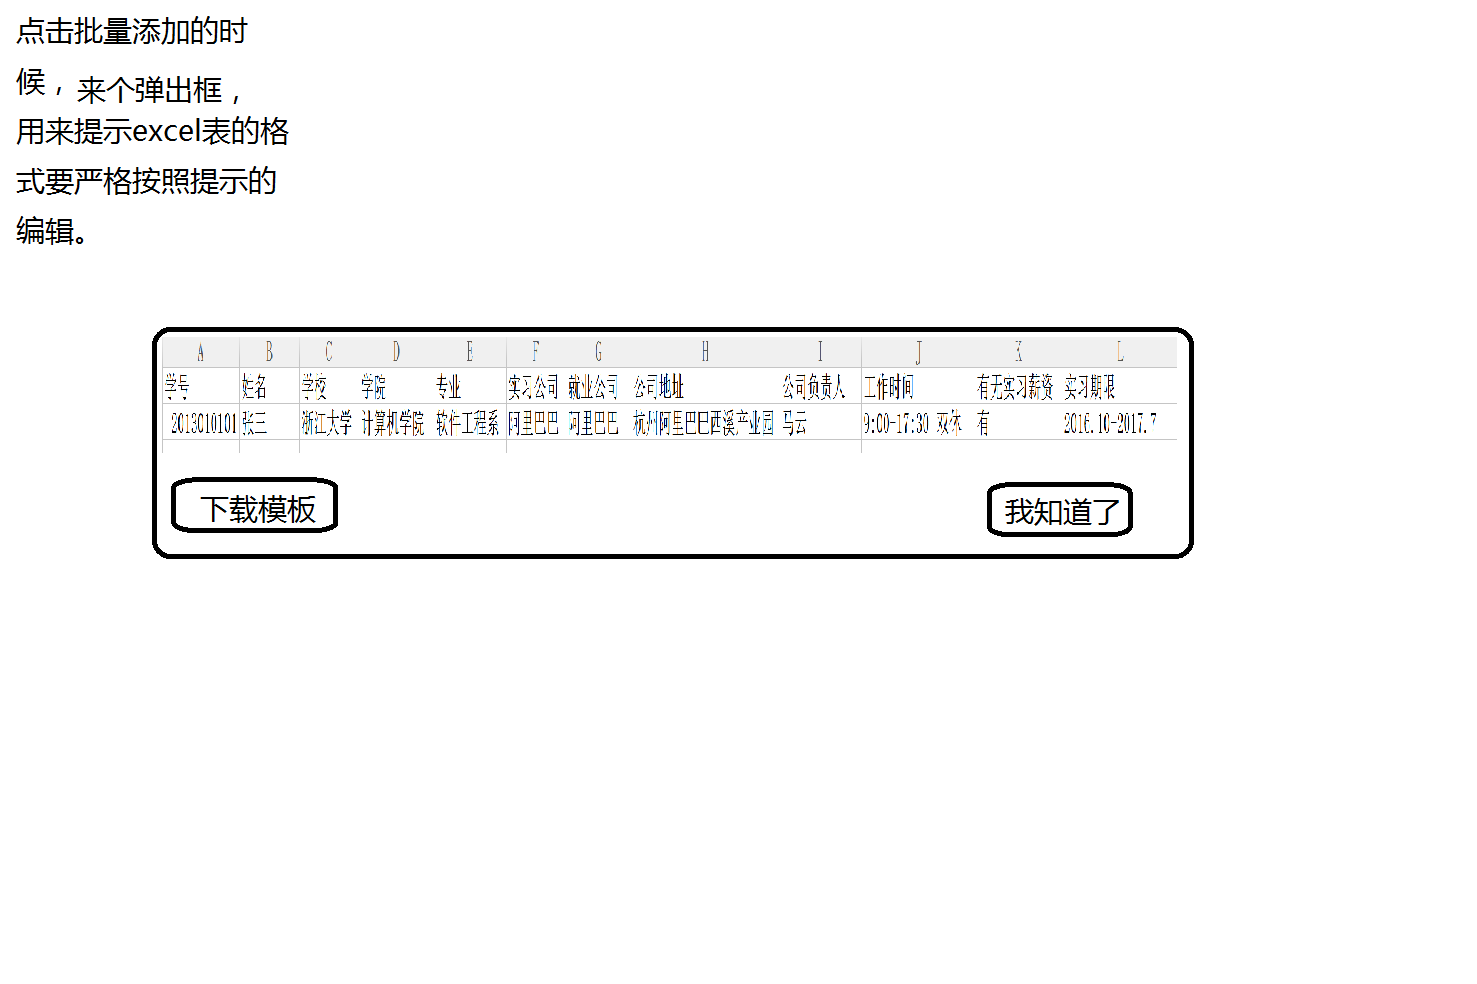 点击批量添加的时
候，来个弹出框，
用来提示excel表的格
式要严格按照提示的
编辑。
A B C D E F G H I J K L
学号 姓名 学校 学院 专业 实习公司 就业公司 公司地址 公司负责人 工作时间 有无实习薪资 实习期限
2013010101 张三 浙江大学 计算机学院 软件工程系 阿里巴巴 阿里巴巴 杭州阿里巴巴西溪产业园 马云 9:00-17:30 双休 有 2016.10-2017.7
下载模板 我知道了